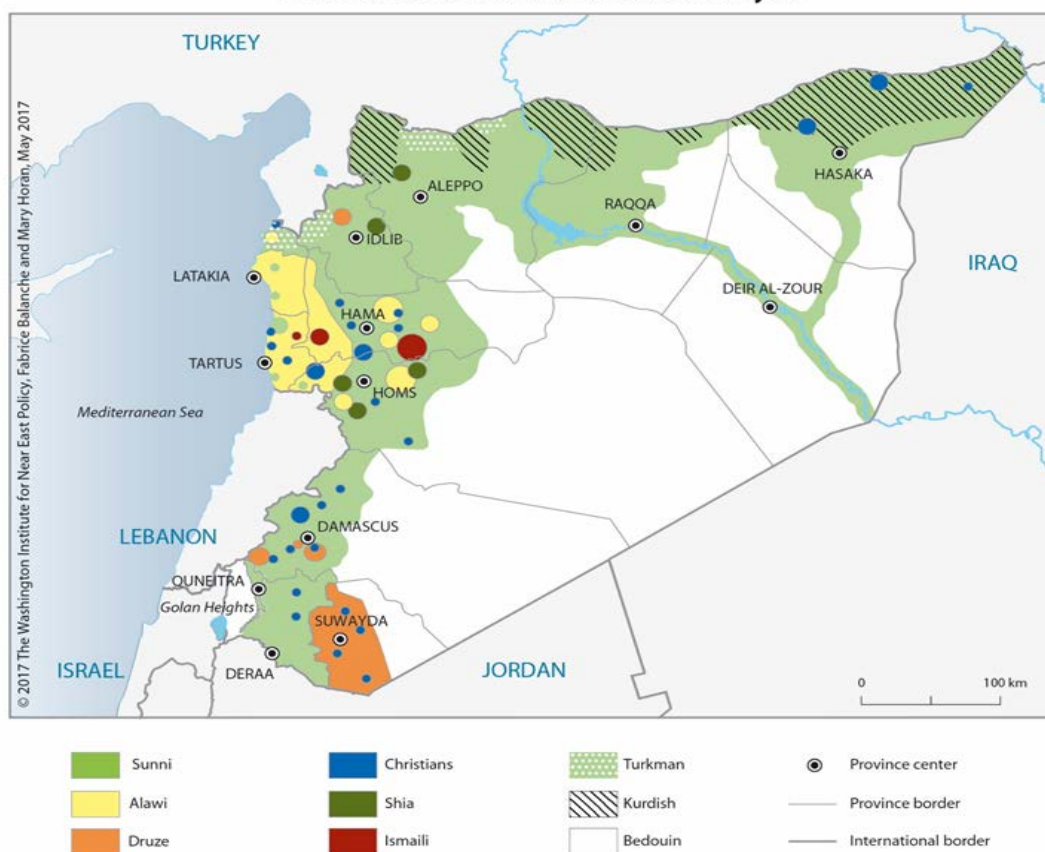 TURKEY
ALEPPO
HASAKA
RAQQA
IDLIB
IRAQ
LATAKIA
DEIR AL-ZOUR
HAMA
TARTUS
HOMS
Mediterranean Sea
DAMASCUS
LEBANON
QUNEITRA
Golan Heights
SUWAYDA
ISRAEL
DERAA
JORDAN
0 100 km
© 2017 The Washington Institute for Near East Policy, Fabrice Balanche and Mary Horan, May 2017
Sunni
Christians
Turkman
Province center
Alawi
Shia
Kurdish
Province border
Druze
Ismaili
Bedouin
International border